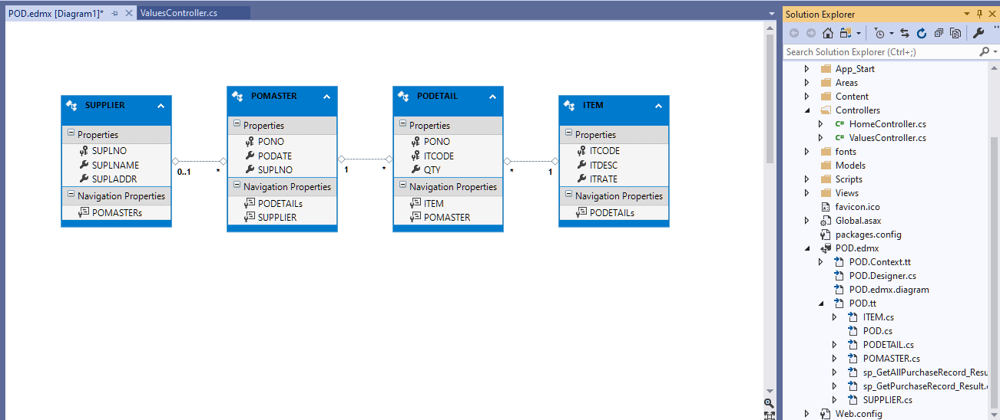 POD.edmx [Diagram1]*
ValuesController.cs
SUPPLIER
Properties
SUPLNO
SUPLNAME
SUPLADDR
Navigation Properties
POMASTERs
0..1
*
POMASTER
Properties
PONO
PODATE
SUPLNO
Navigation Properties
PODETAILs
SUPPLIER
1
*
PODETAIL
Properties
PONO
ITCODE
QTY
Navigation Properties
ITEM
POMASTER
*
1
ITEM
Properties
ITCODE
ITDESC
ITRATE
Navigation Properties
PODETAILs
Solution Explorer
Search Solution Explorer (Ctrl+;)
App_Start
Areas
Content
Controllers
C# HomeController.cs
C# ValuesController.cs
fonts
Models
Scripts
Views
favicon.ico
Global.asax
packages.config
POD.edmx
POD.Context.tt
POD.Designer.cs
POD.edmx.diagram
POD.tt
ITEM.cs
POD.cs
PODETAIL.cs
POMASTER.cs
sp_GetAllPurchaseRecord_Resu
sp_GetPurchaseRecord_Result.
SUPPLIER.cs
Web.config